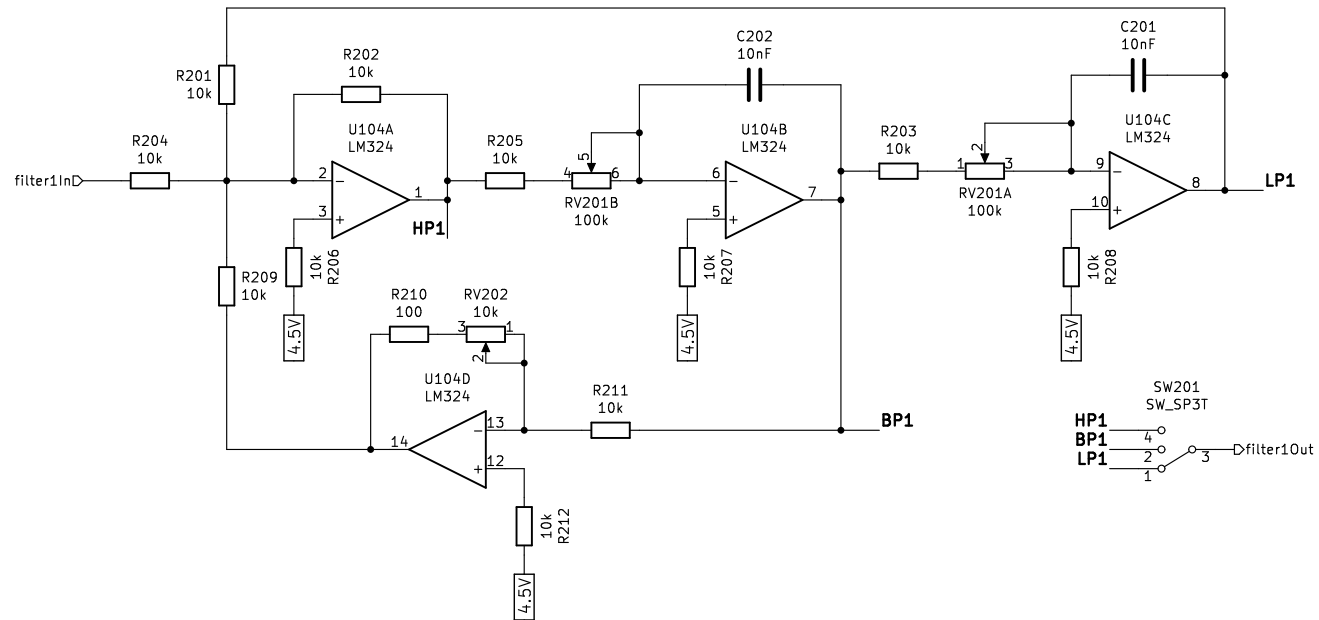 R201
10k
R204
10k
filter1In
R202
10k
U104A
LM324
2
3
1
−
+
HP1
10k
R206
4.5V
R209
10k
R205
10k
4
5
6
RV201B
100k
C202
10nF
U104B
LM324
6
5
7
−
+
10k
R207
4.5V
R203
10k
1
2
3
RV201A
100k
C201
10nF
U104C
LM324
9
10
8
−
+
LP1
10k
R208
4.5V
R210
100
RV202
10k
3
1
2
U104D
LM324
14
13
12
−
+
R211
10k
BP1
10k
R212
4.5V
SW201
SW_SP3T
HP1
4
BP1
2
LP1
1
3
filter1Out